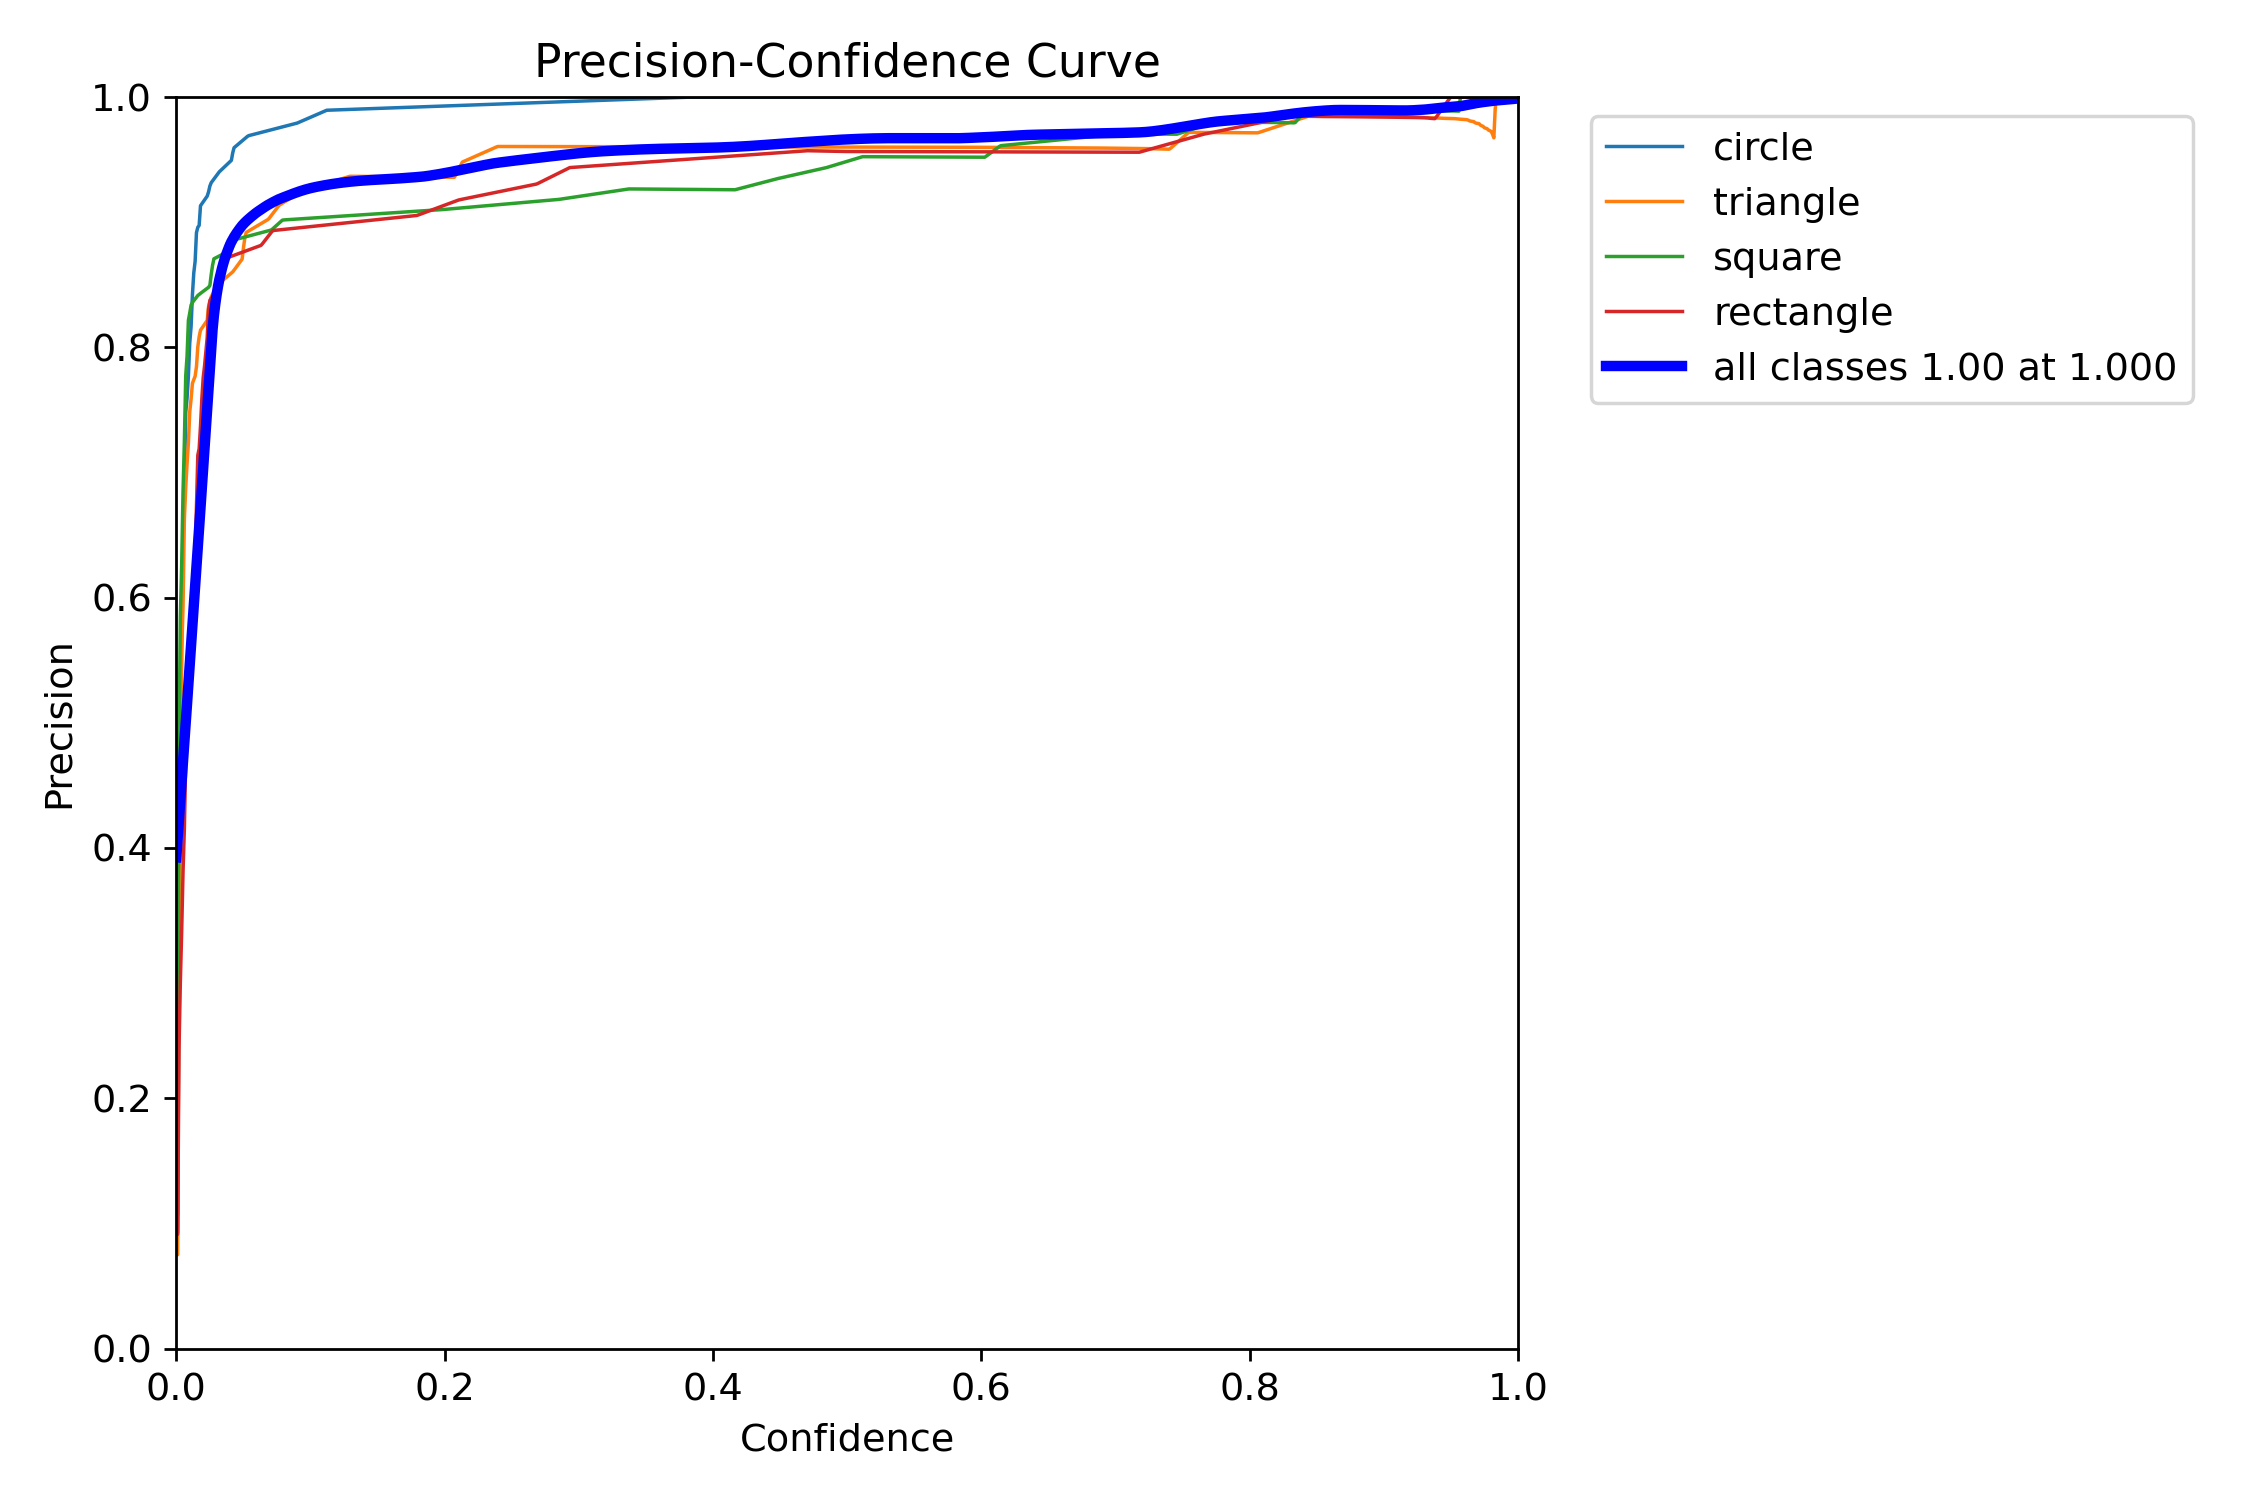 Precision-Confidence Curve
1.0
0.8
0.6
0.4
0.2
0.0
Precision
0.0 0.2 0.4 0.6 0.8 1.0
Confidence
circle
triangle
square
rectangle
all classes 1.00 at 1.000